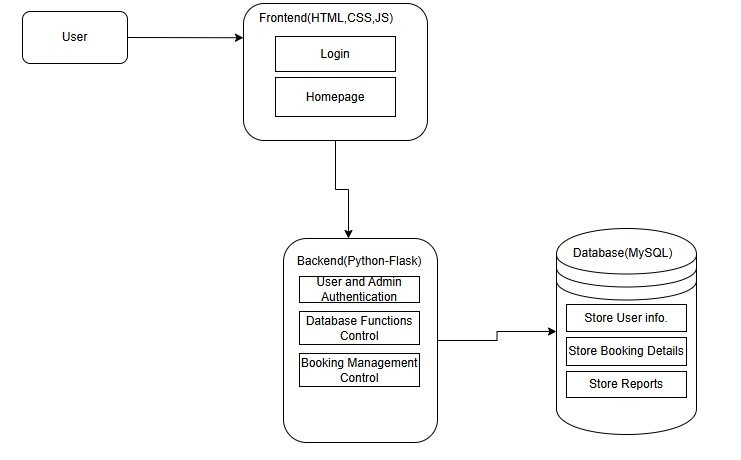 User
Frontend(HTML,CSS,JS)
Login
Homepage
Backend(Python-Flask)
User and Admin
Authentication
Database Functions
Control
Booking Management
Control
Database(MySQL)
Store User info.
Store Booking Details
Store Reports